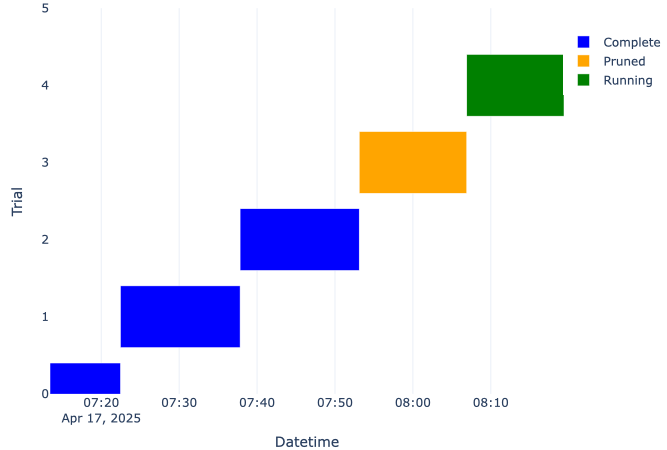 5
4
3
2
1
0
Trial
07:20
07:30
07:40
07:50
08:00
08:10
Apr 17, 2025
Datetime
Complete
Pruned
Running